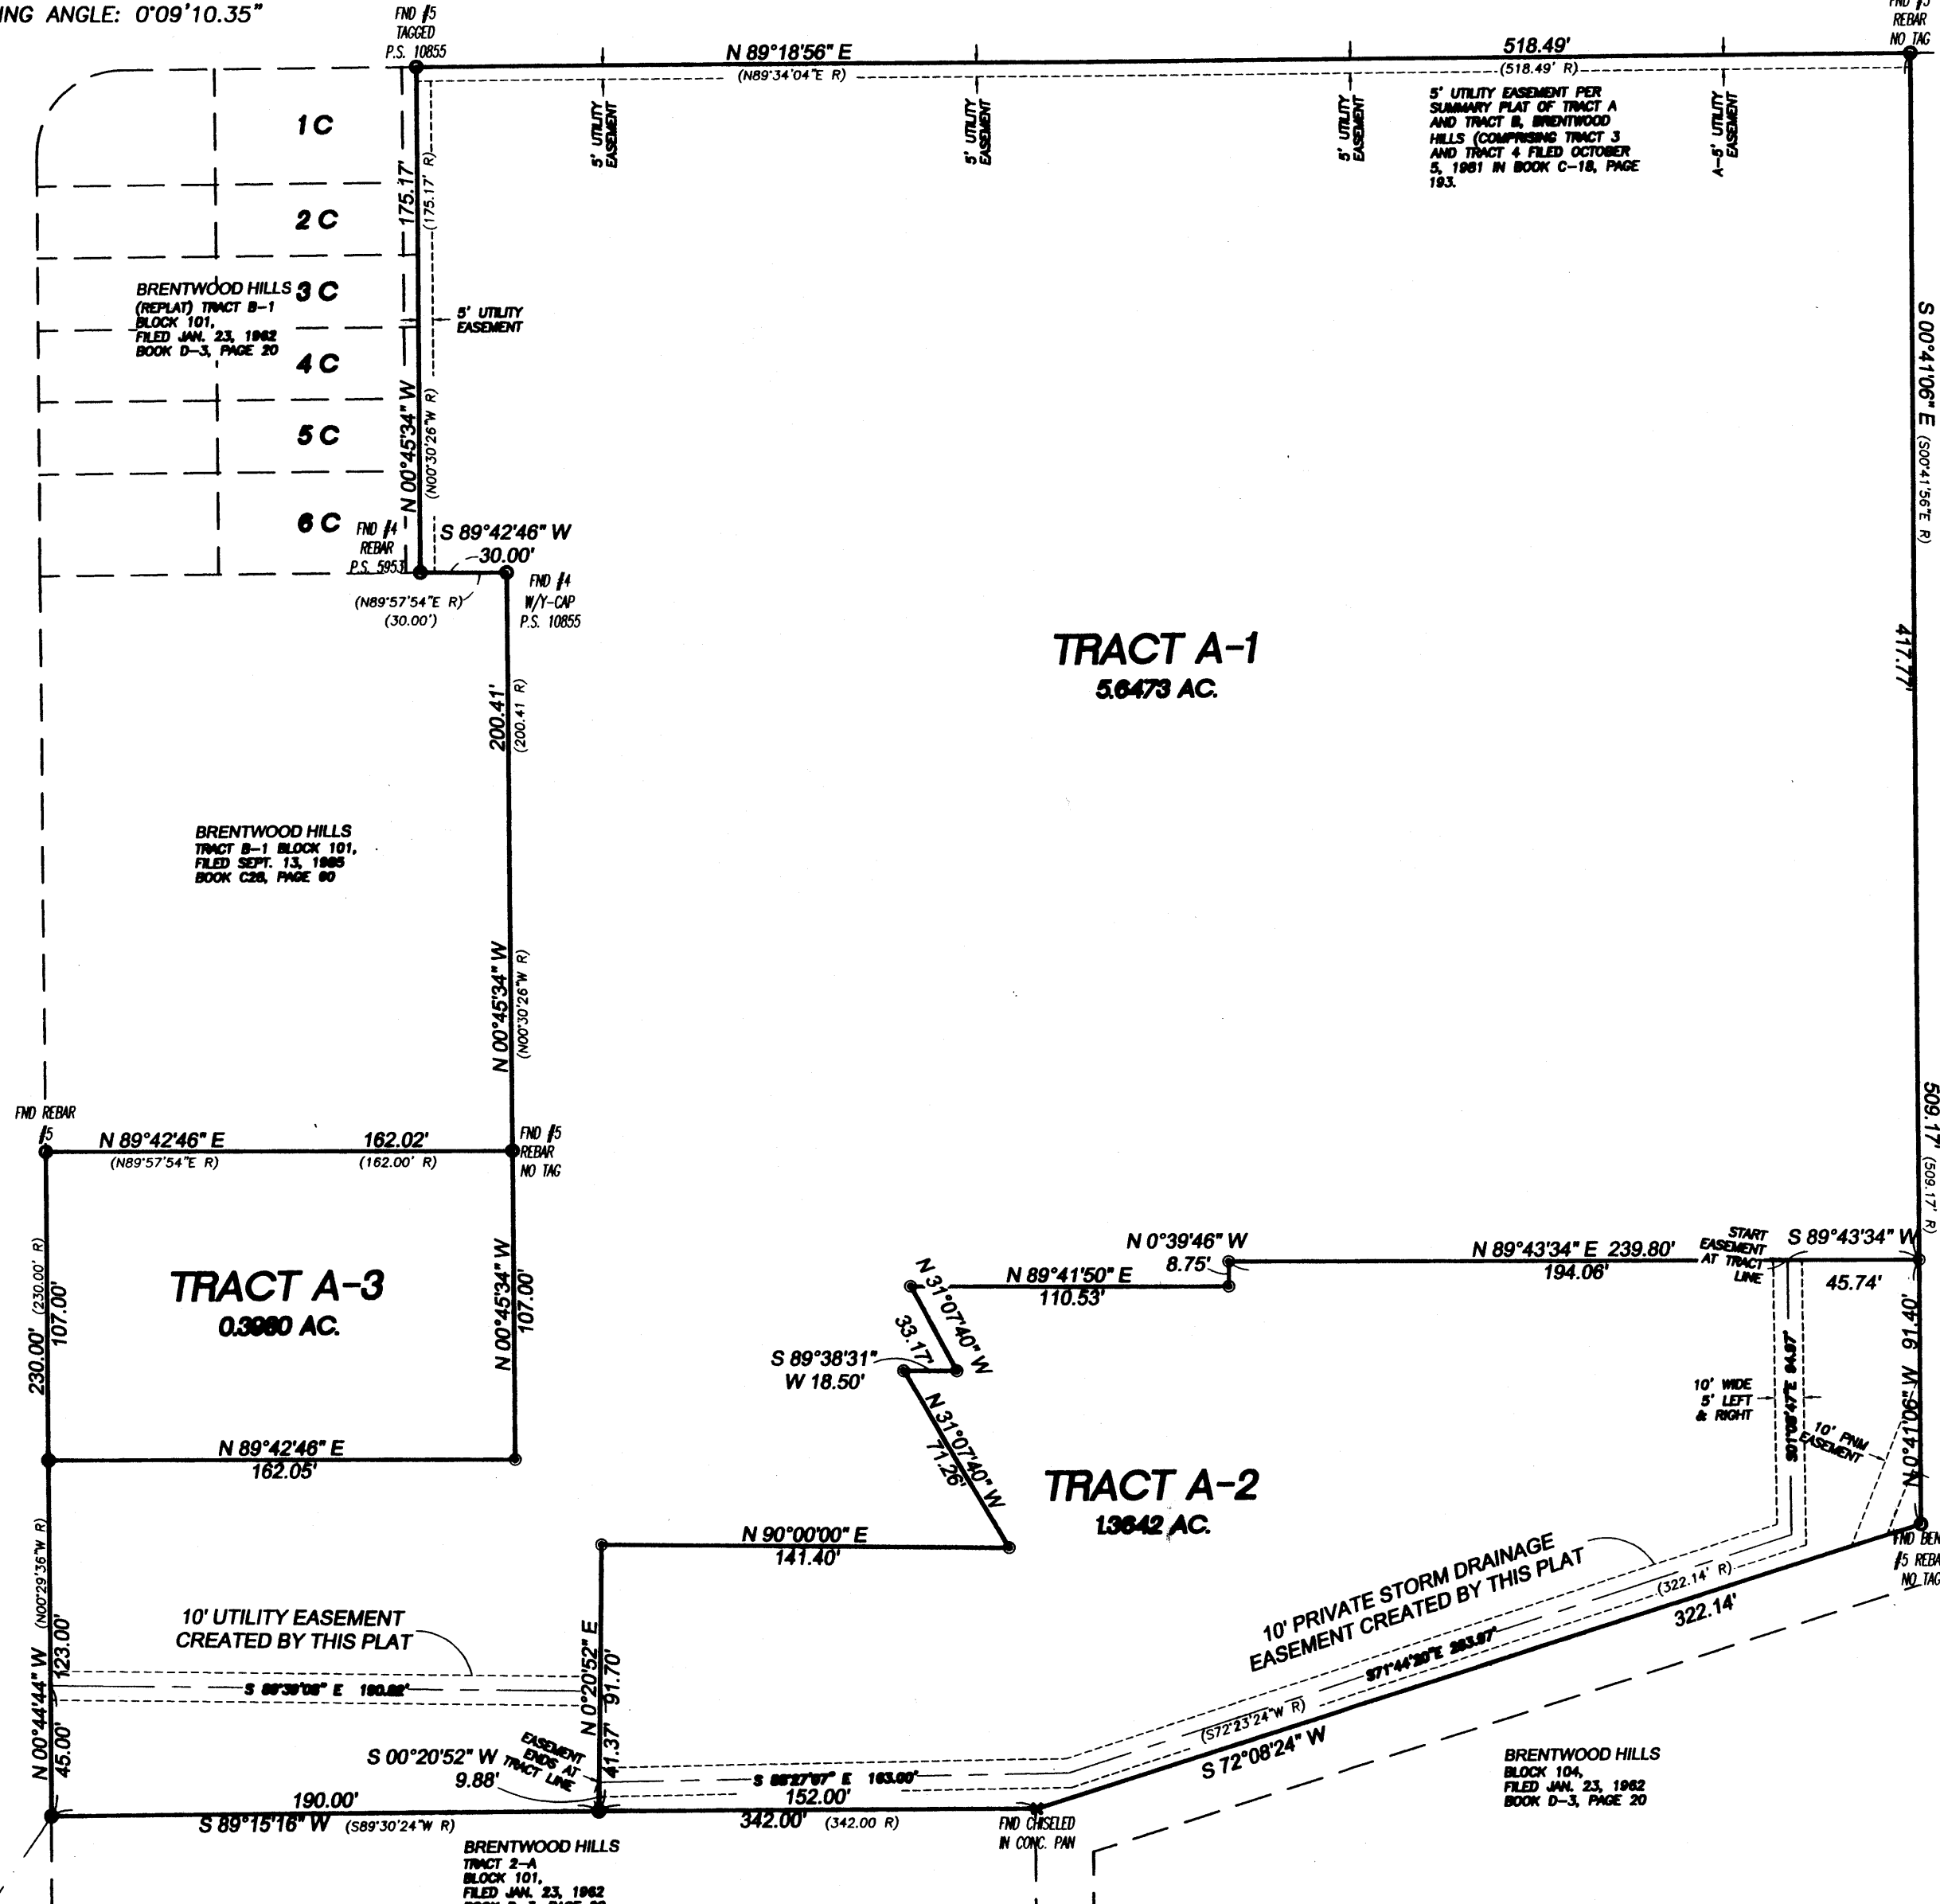 ING ANGLE: 0°09'10.35"
FND #5
TAGGED
P.S. 10855
N 89°18'56" E
(N89°34'04"E R)
518.49'
(518.49' R)
FND #5
REBAR
NO TAG
5' UTILITY
EASEMENT
5' UTILITY
EASEMENT
5' UTILITY
EASEMENT
A-5' UTILITY
EASEMENT
5' UTILITY EASEMENT PER
SUMMARY PLAT OF TRACT A
AND TRACT B, BRENTWOOD
HILLS (COMPRISING TRACT 3
AND TRACT 4 FILED OCTOBER
5, 1981 IN BOOK C-18, PAGE
193.
1 C
2 C
3 C
4 C
5 C
6 C
BRENTWOOD HILLS
(REPLAT) TRACT B-1
BLOCK 101,
FILED JAN. 23, 1962
BOOK D-3, PAGE 20
175.17'
(175.17' R)
5' UTILITY
EASEMENT
N 00°45'34" W
(N00°30'26"W R)
S 00°41'06" E
(S00°41'56"E R)
417.77'
509.17'
(509.17' R)
FND #4
REBAR
P.S. 5953
S 89°42'46" W
30.00'
(N89°57'54"E R)
(30.00')
FND #4
W/Y-CAP
P.S. 10855
TRACT A-1
5.6473 AC.
200.41'
(200.41 R)
N 00°45'34" W
(N00°30'26"W R)
BRENTWOOD HILLS
TRACT B-1 BLOCK 101,
FILED SEPT. 13, 1985
PAGE
FND REBAR
#5
N 89°42'46" E
(N89°57'54"E R)
162.02'
(162.00' R)
FND #5
REBAR
NO TAG
TRACT A-3
0.3980 AC.
230.00'
(230.00' R)
107.00'
N 00°45'34" W
107.00'
N 89°42'46" E
162.05'
N 0°39'46" W
8.75'
N 89°41'50" E
110.53'
N 31°07'40" W
33.17'
S 89°38'31"
W 18.50'
N 31°07'40" W
71.26'
N 89°43'34" E 239.80'
194.06'
START
EASEMENT
AT TRACT
LINE
S 89°43'34" W
45.74'
N 0°41'06" W 91.40'
10' WIDE
5' LEFT
& RIGHT
10' PNM
EASEMENT
TRACT A-2
1.3642 AC.
FND BEN
#5 REBA
NO TAG
N 90°00'00" E
141.40'
N 0°20'52" E
91.70'
41.37'
10' UTILITY EASEMENT
CREATED BY THIS PLAT
N 00°44'44" W
(N00°29'36"W R)
123.00'
45.00'
10' PRIVATE STORM DRAINAGE
EASEMENT CREATED BY THIS PLAT
(322.14' R)
322.14'
(S72°23'24"W R)
S 72°08'24" W
EASEMENT
ENDS AT
TRACT LINE
S 00°20'52" W
9.88'
163.00'
190.00'
S 89°15'16" W
(S89°30'24"W R)
152.00'
342.00'
(342.00 R)
FND CHISELED
IN CONC. PAN
BRENTWOOD HILLS
BLOCK 104,
FILED JAN. 23, 1962
BOOK D-3, PAGE 20
BRENTWOOD HILLS
TRACT 2-A
BLOCK 101,
FILED JAN. 23, 1962